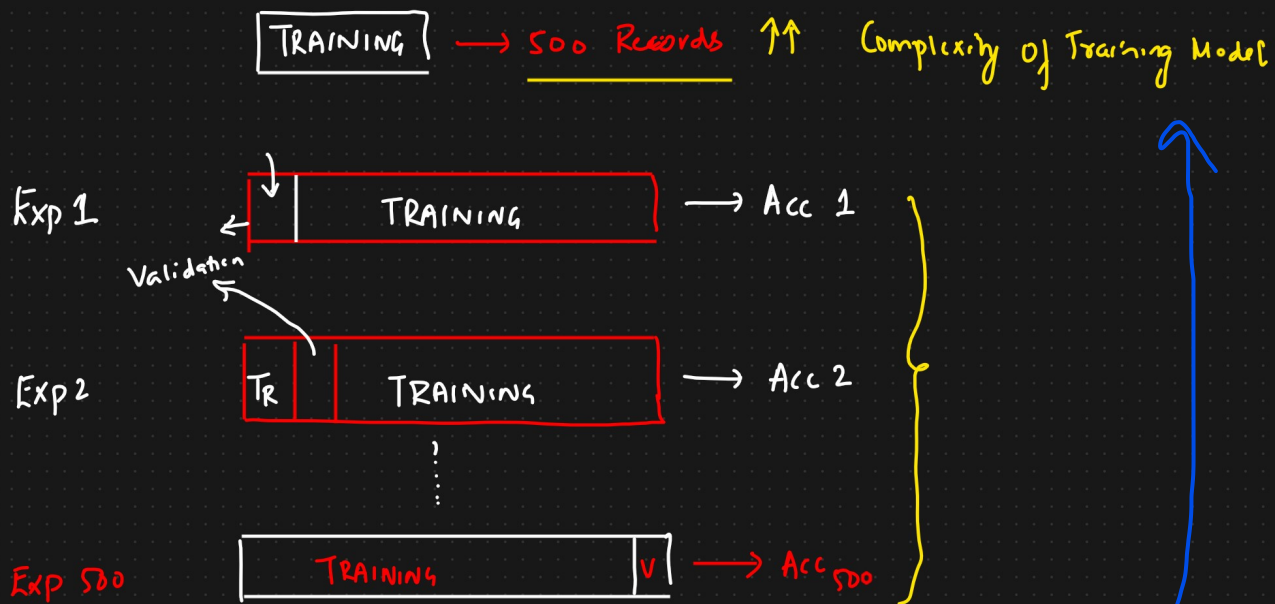 TRAINING → 500 Records ↑↑ Complexity of Training Model
Exp 1 TRAINING → Acc 1
Validation
Exp 2 TR TRAINING → Acc 2
Exp 500 TRAINING V → Acc 500